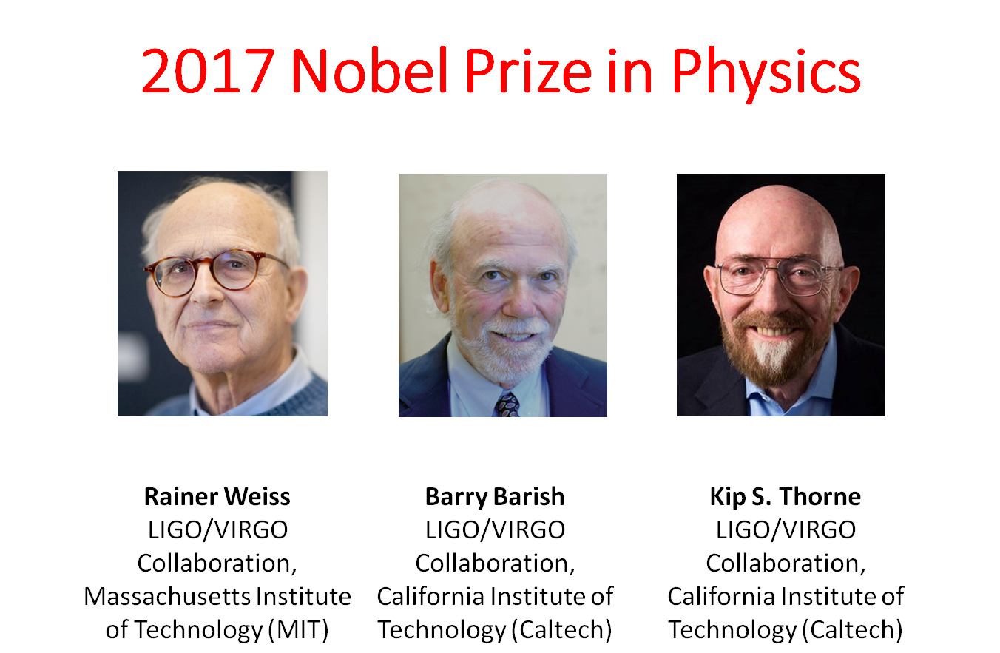 2017 Nobel Prize in Physics
Rainer Weiss
LIGO/VIRGO
Collaboration,
Massachusetts Institute
of Technology (MIT)
Barry Barish
LIGO/VIRGO
Collaboration,
California Institute of
Technology (Caltech)
Kip S. Thorne
LIGO/VIRGO
Collaboration,
California Institute of
Technology (Caltech)